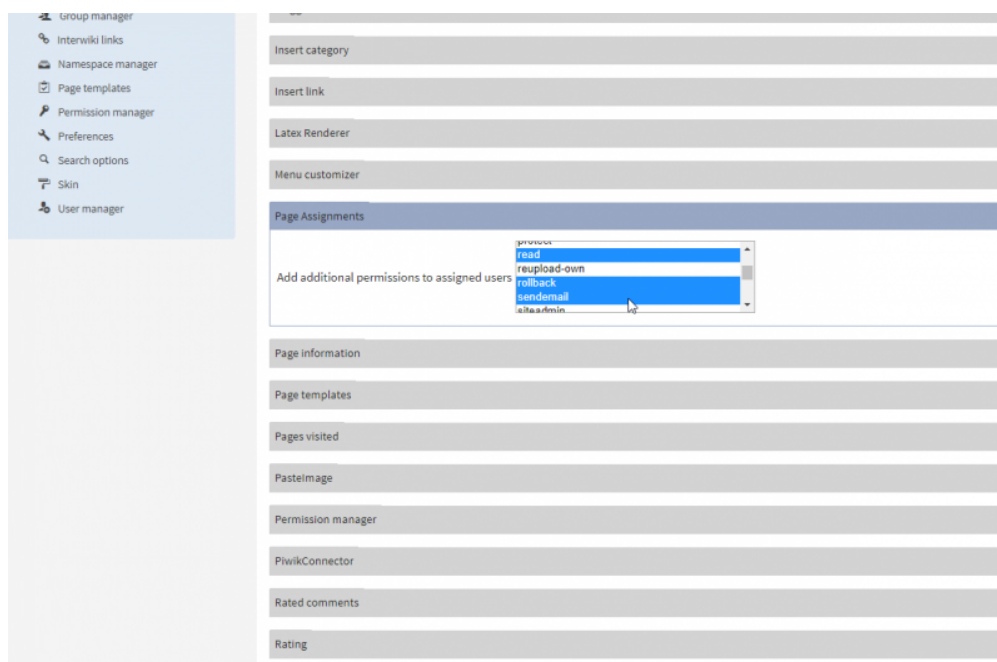 Group manager
Interwiki links
Namespace manager
Page templates
Permission manager
Preferences
Search options
Skin
User manager
Insert category
Insert link
Latex Renderer
Menu customizer
Page Assignments
Add additional permissions to assigned users
protect
read
reupload-own
rollback
sendemail
siteadmin
Page information
Page templates
Pages visited
PasteImage
Permission manager
PiwikConnector
Rated comments
Rating